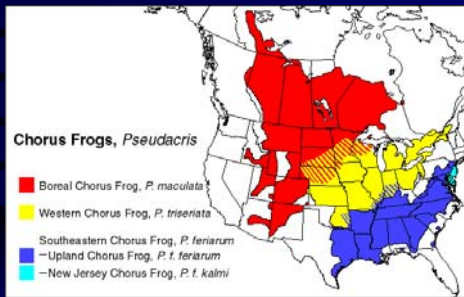 Chorus Frogs, Pseudacris
Boreal Chorus Frog, P. maculata
Western Chorus Frog, P. triseriata
Southeastern Chorus Frog, P. feriarum
–Upland Chorus Frog, P. f. feriarum
–New Jersey Chorus Frog, P. f. kalmi